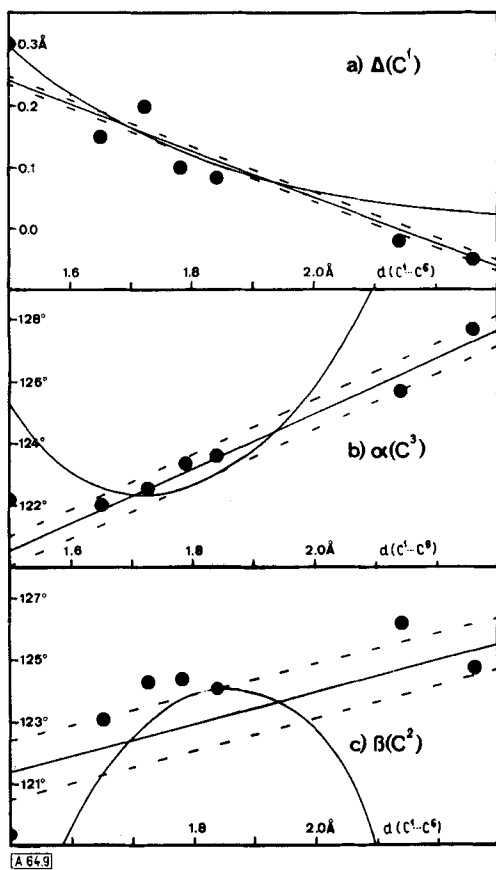 0.3Å
a) Δ(C¹)
0.2
0.1
0.0
1.6 1.8 2.0Å d(C¹–C⁶)
128°
126°
124°
b) α(C³)
122°
1.6 1.8 2.0Å d(C¹–C⁶)
127°
125°
123°
c) β(C²)
121°
1.8 2.0Å d(C¹–C⁶)
A 64.9